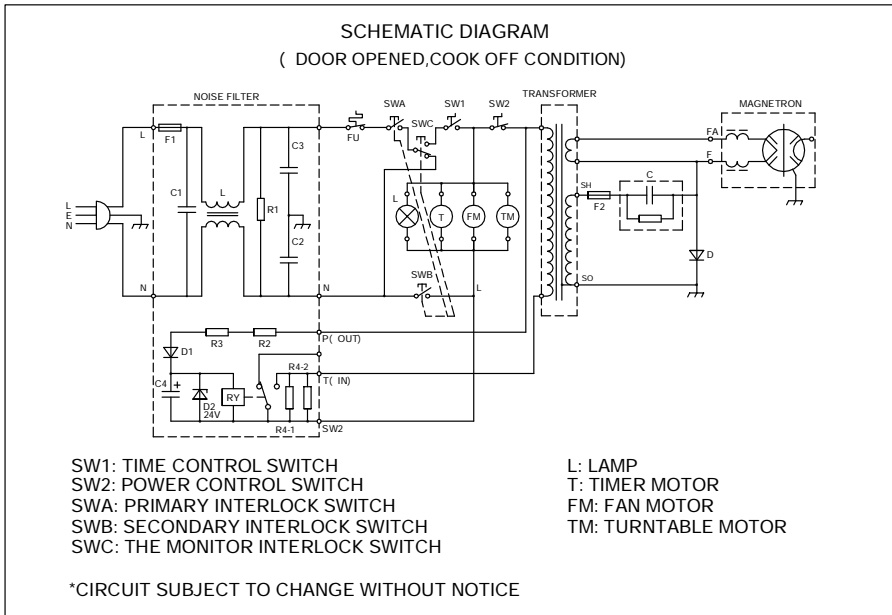 SCHEMATIC DIAGRAM
( DOOR OPENED,COOK OFF CONDITION)
NOISE FILTER
TRANSFORMER
MAGNETRON
SWA
SWC
SW1
SW2
L
F1
FU
FA
F
C1
L
R1
C3
C2
L
E
N
L
T
FM
TM
SH
F2
C
D
SO
SWB
N
N
L
P( OUT)
R3
R2
D1
C4
+
D2
24V
RY
R4-2
R4-1
T( IN)
SW2
SW1: TIME CONTROL SWITCH
SW2: POWER CONTROL SWITCH
SWA: PRIMARY INTERLOCK SWITCH
SWB: SECONDARY INTERLOCK SWITCH
SWC: THE MONITOR INTERLOCK SWITCH
L: LAMP
T: TIMER MOTOR
FM: FAN MOTOR
TM: TURNTABLE MOTOR
*CIRCUIT SUBJECT TO CHANGE WITHOUT NOTICE